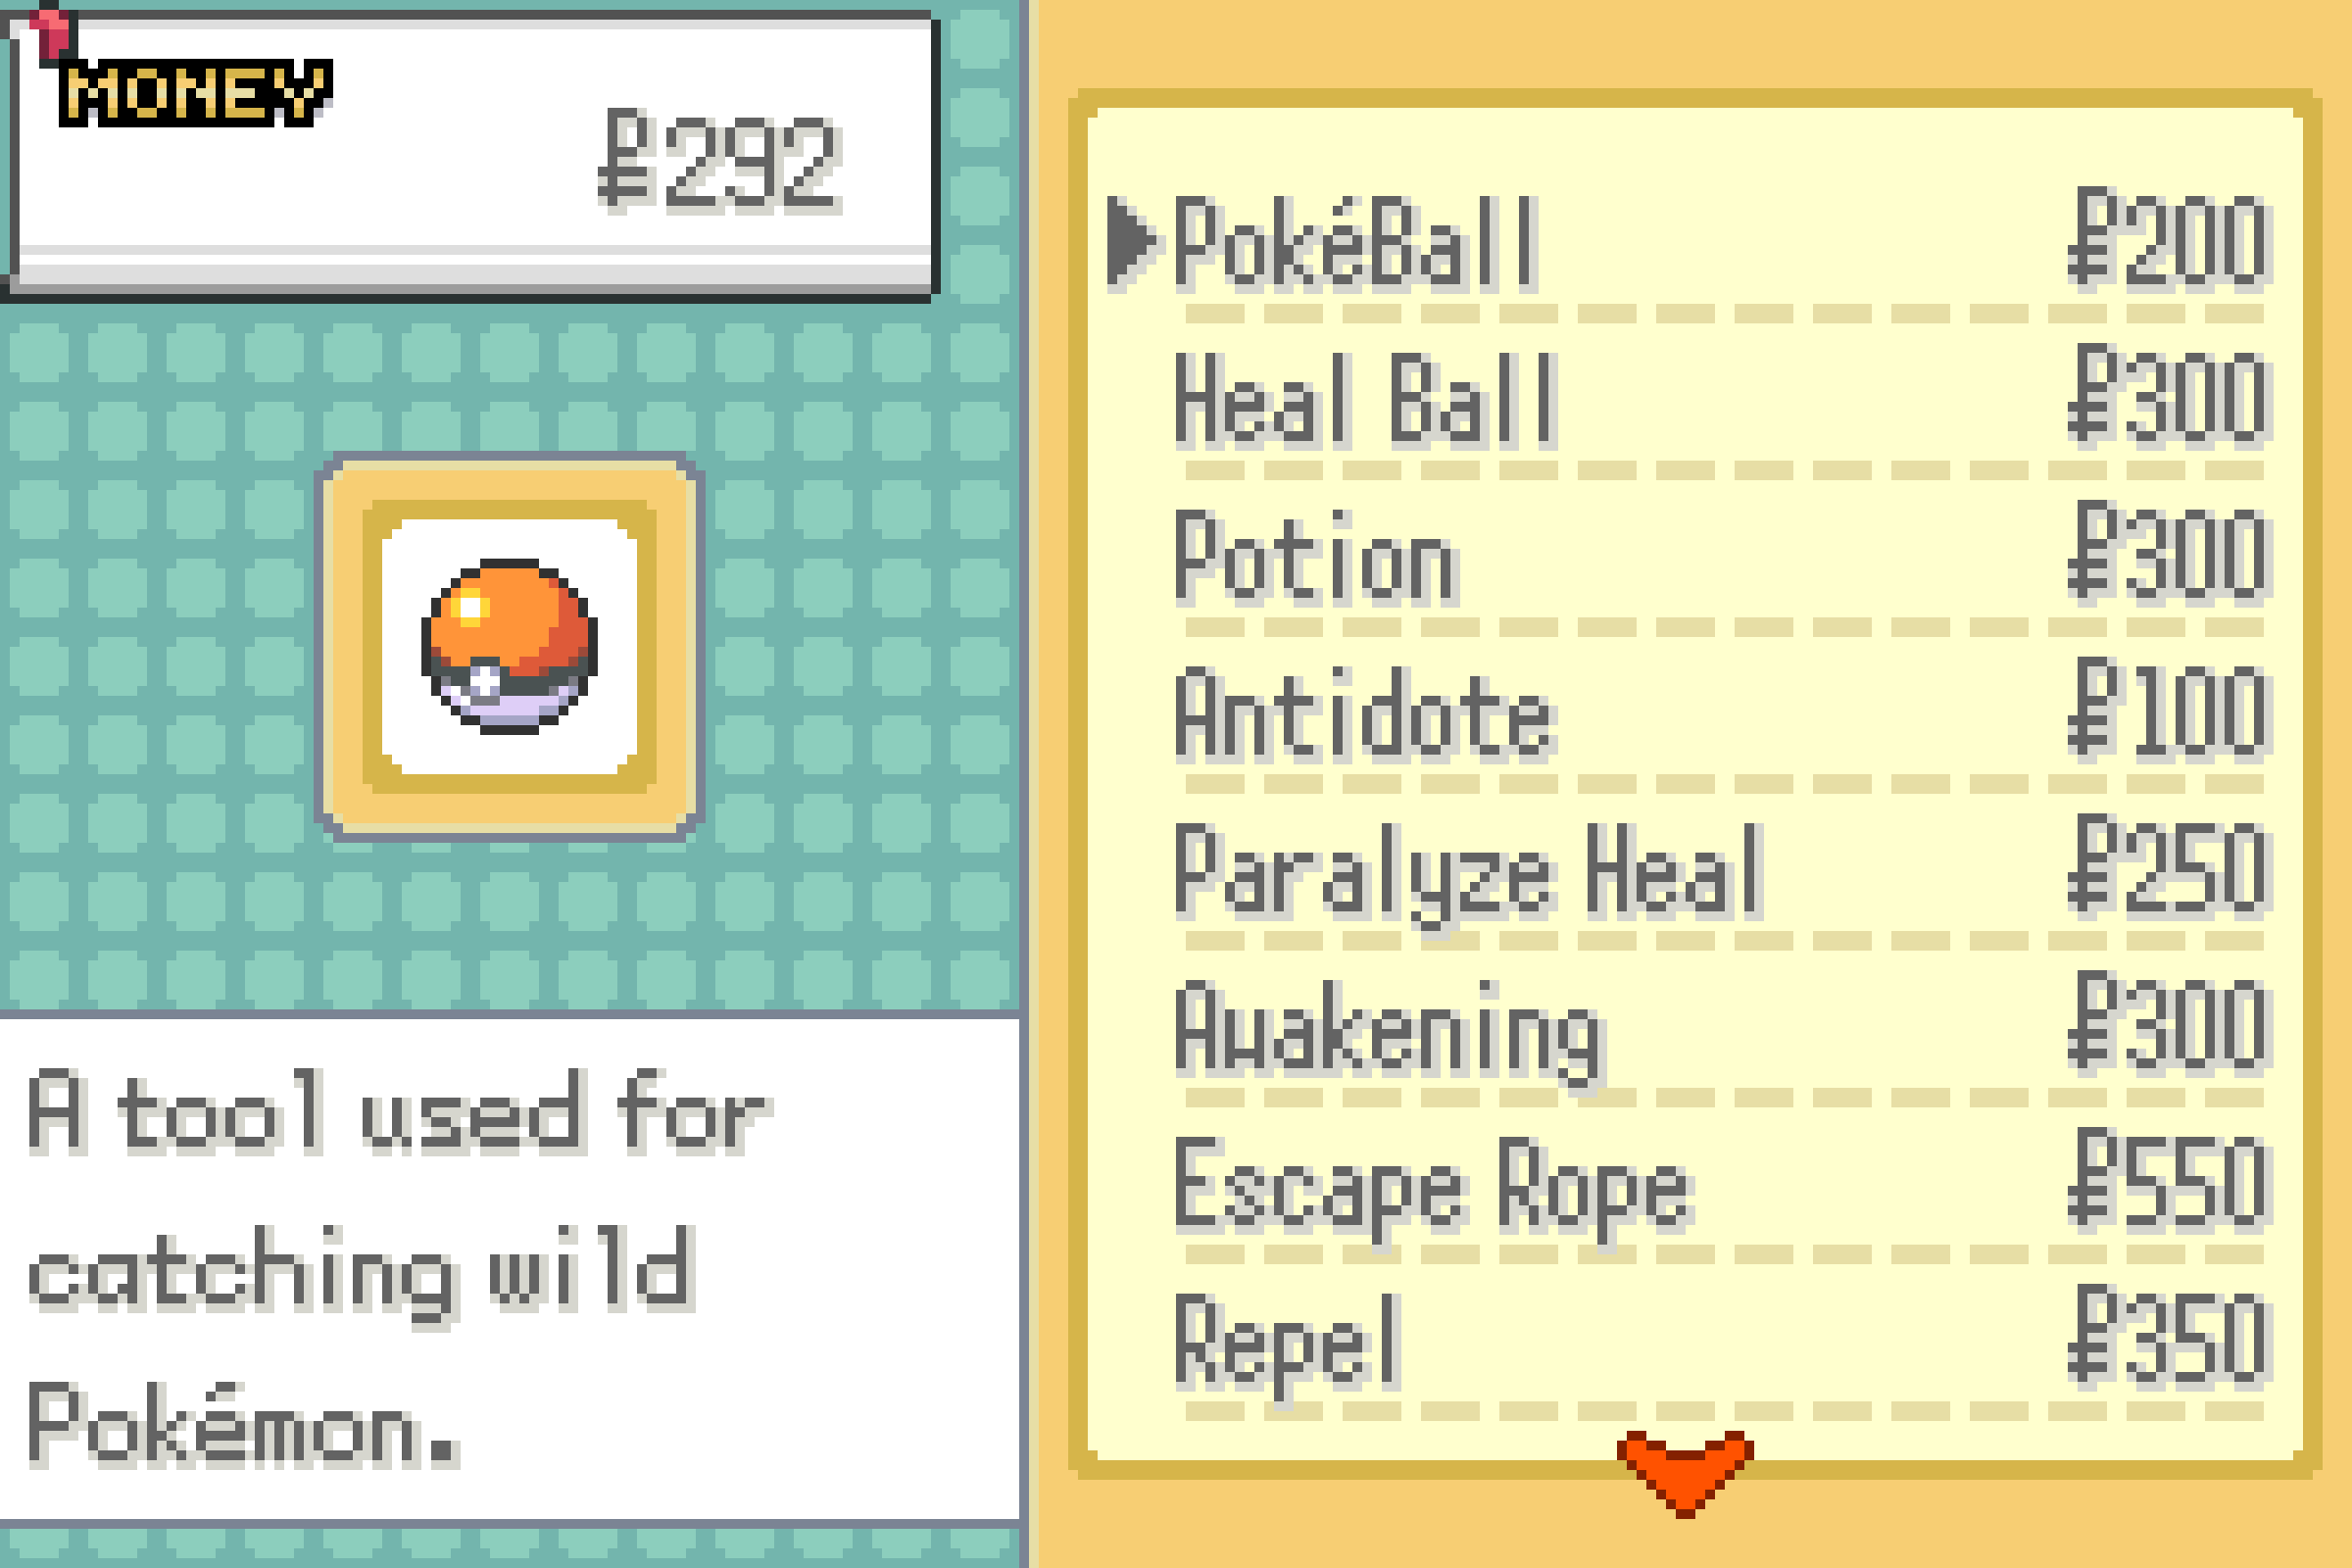 MONEY
₽292
PokéBall ₽200
Heal Ball ₽300
Potion ₽300
Antidote ₽100
Paralyze Heal ₽250
Awakening ₽300
Escape Rope ₽550
Repel ₽350
A tool used for
catching wild
Pokémon.